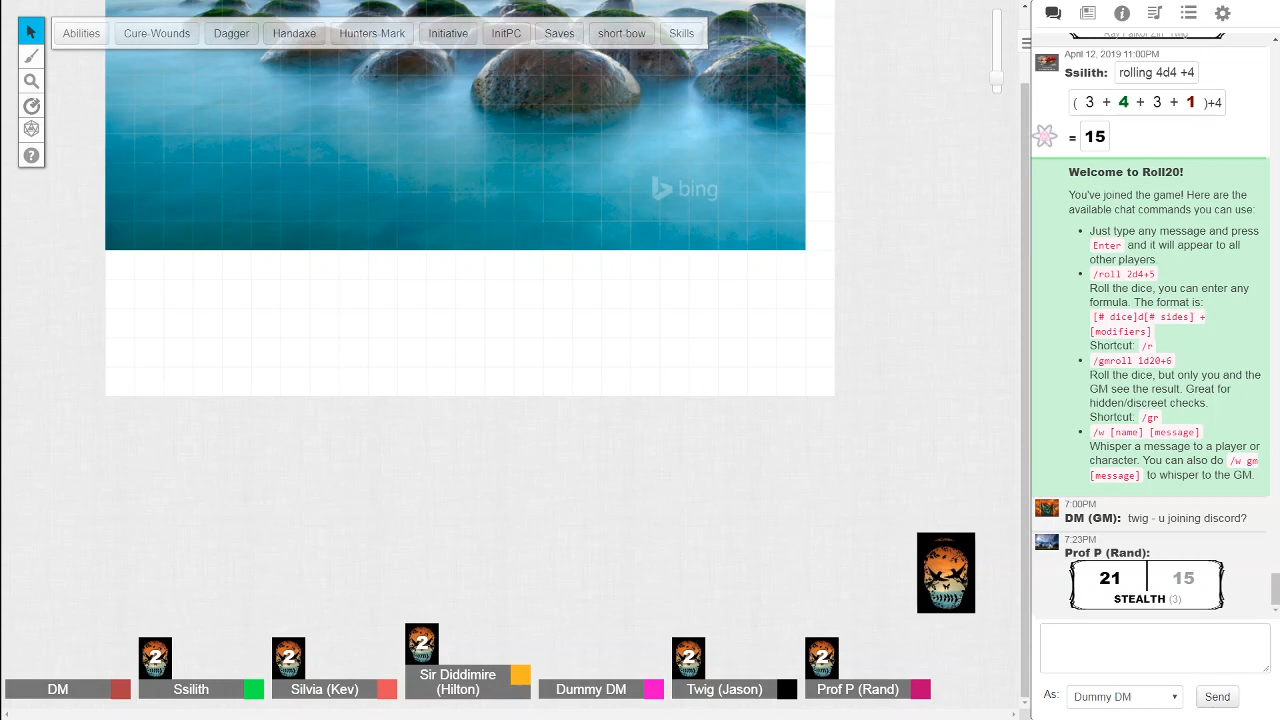 Abilities Cure-Wounds Dagger Handaxe Hunters-Mark Initiative InitPC Saves short-bow Skills
bing
2 2 2 2 2
DM Ssilith Silvia (Kev) Sir Diddimire (Hilton) Dummy DM Twig (Jason) Prof P (Rand)
April 12, 2019 11:00PM
Ssilith: rolling 4d4 +4
( 3 + 4 + 3 + 1 )+4
= 15
Welcome to Roll20!
You've joined the game! Here are the
available chat commands you can use:
• Just type any message and press
Enter and it will appear to all
other players.
• /roll 2d4+5
Roll the dice, you can enter any
formula. The format is:
[# dice]d[# sides] +
[modifiers]
Shortcut: /r
• /gmroll 1d20+6
Roll the dice, but only you and the
GM see the result. Great for
hidden/discreet checks.
Shortcut: /gr
• /w [name] [message]
Whisper a message to a player or
character. You can also do /w gm
[message] to whisper to the GM.
7:00PM
DM (GM): twig - u joining discord?
7:23PM
Prof P (Rand):
21 15
STEALTH (3)
As: Dummy DM Send